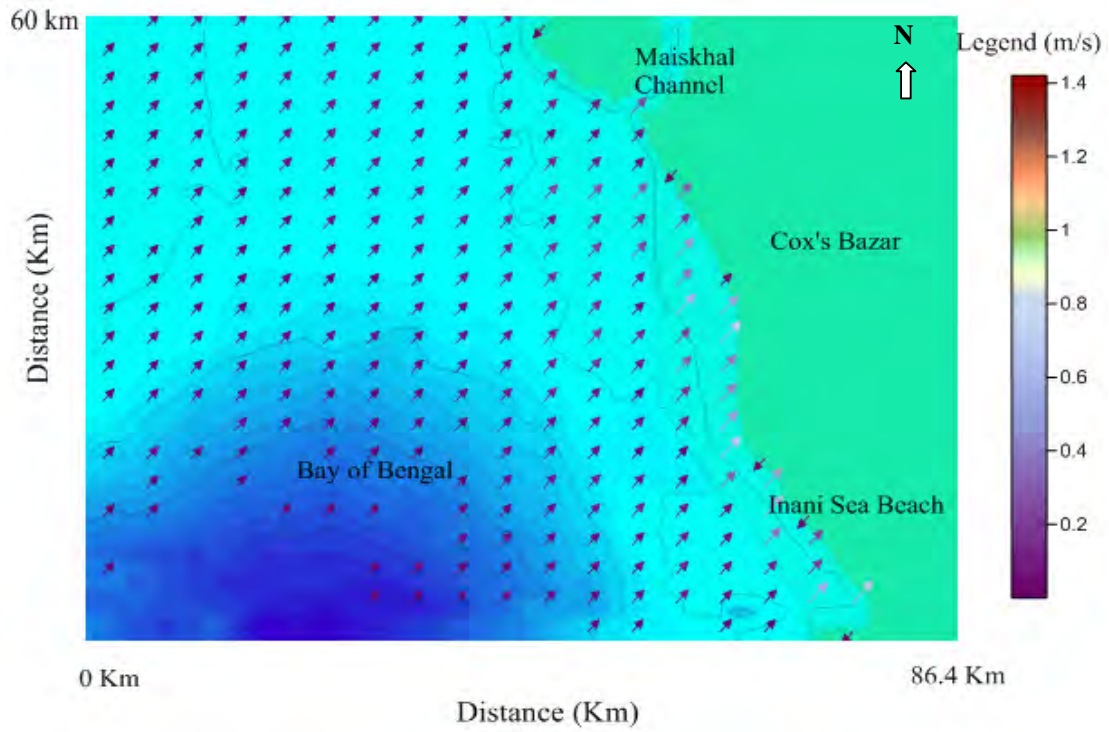 60 km
N
Legend (m/s)
Maiskhal
Channel
1.4
1.2
1
0.8
0.6
0.4
0.2
Distance (Km)
Cox's Bazar
Bay of Bengal
Inani Sea Beach
0 Km
86.4 Km
Distance (Km)